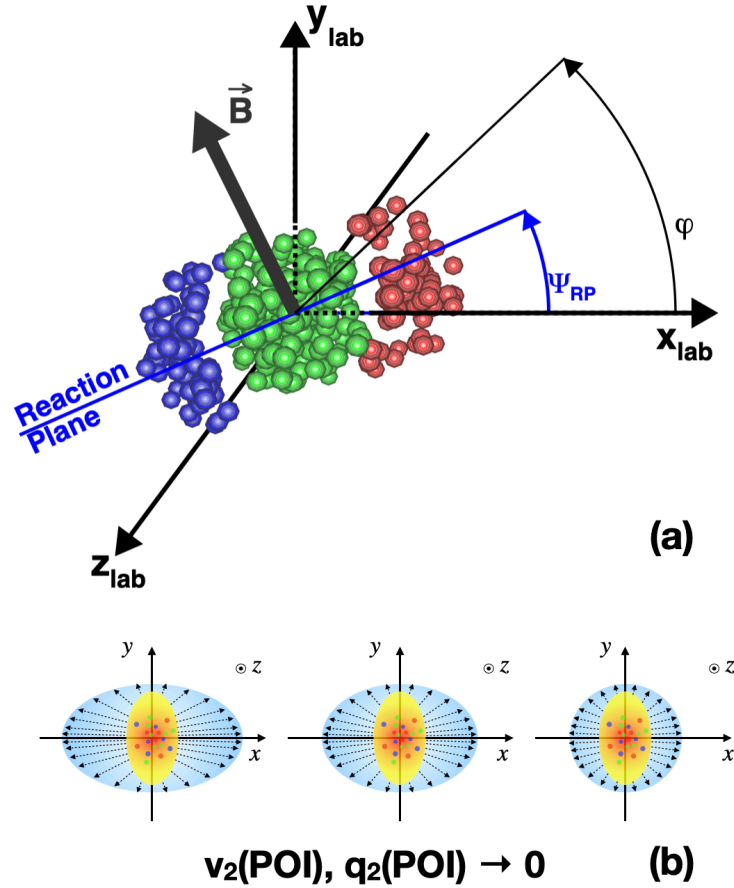 y lab
B
φ
Ψ RP
x lab
Reaction
Plane
z lab
(a)
y
z
x
y
z
x
y
z
x
v₂(POI), q₂(POI) → 0
(b)